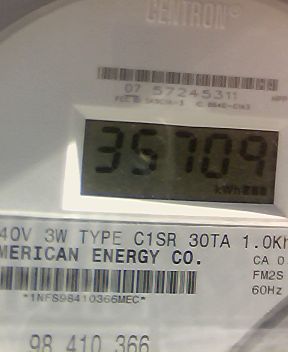 CENTRON®
07 57245311
35709
kWh
40V 3W TYPE C1SR 30TA 1.0Kh
MERICAN ENERGY CO.
CA 0
FM2S
60Hz
*1NFS98410366MEC*
98 410 366